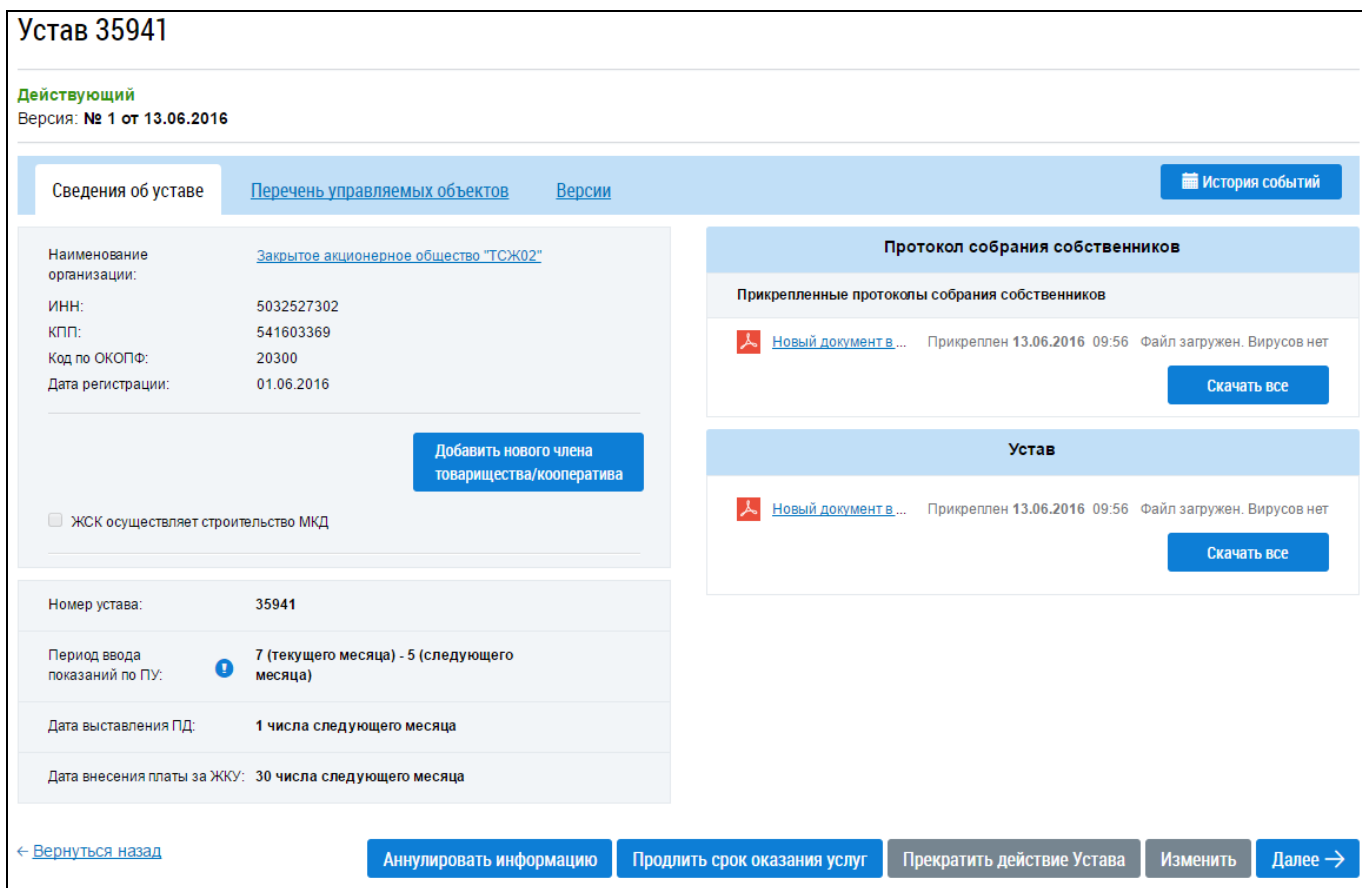 Устав 35941
Действующий
Версия: № 1 от 13.06.2016
Сведения об уставе
Перечень управляемых объектов
Версии
История событий
Наименование
организации:
Закрытое акционерное общество "ТСЖ02"
ИНН: 5032527302
КПП: 541603369
Код по ОКОПФ: 20300
Дата регистрации: 01.06.2016
Добавить нового члена
товарищества/кооператива
ЖСК осуществляет строительство МКД
Номер устава: 35941
Период ввода
показаний по ПУ:
7 (текущего месяца) - 5 (следующего
месяца)
Дата выставления ПД: 1 числа следующего месяца
Дата внесения платы за ЖКУ: 30 числа следующего месяца
Протокол собрания собственников
Прикрепленные протоколы собрания собственников
Новый документ в ... Прикреплен 13.06.2016 09:56 Файл загружен. Вирусов нет
Скачать все
Устав
Новый документ в ... Прикреплен 13.06.2016 09:56 Файл загружен. Вирусов нет
Скачать все
← Вернуться назад
Аннулировать информацию
Продлить срок оказания услуг
Прекратить действие Устава
Изменить
Далее →